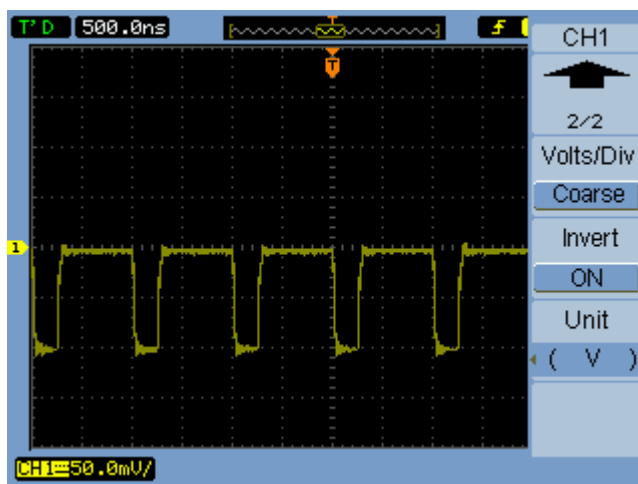 T'D 500.0ns
T
CH1
2/2
Volts/Div
Coarse
Invert
ON
Unit
( V )
T
1
CH1 50.0mV/